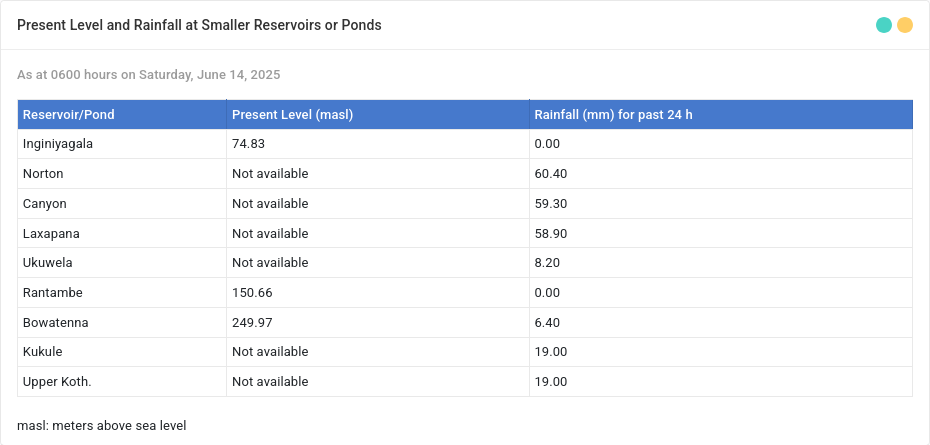 Present Level and Rainfall at Smaller Reservoirs or Ponds
As at 0600 hours on Saturday, June 14, 2025
Reservoir/Pond Present Level (masl) Rainfall (mm) for past 24 h
Inginiyagala 74.83 0.00
Norton Not available 60.40
Canyon Not available 59.30
Laxapana Not available 58.90
Ukuwela Not available 8.20
Rantambe 150.66 0.00
Bowatenna 249.97 6.40
Kukule Not available 19.00
Upper Koth. Not available 19.00
masl: meters above sea level